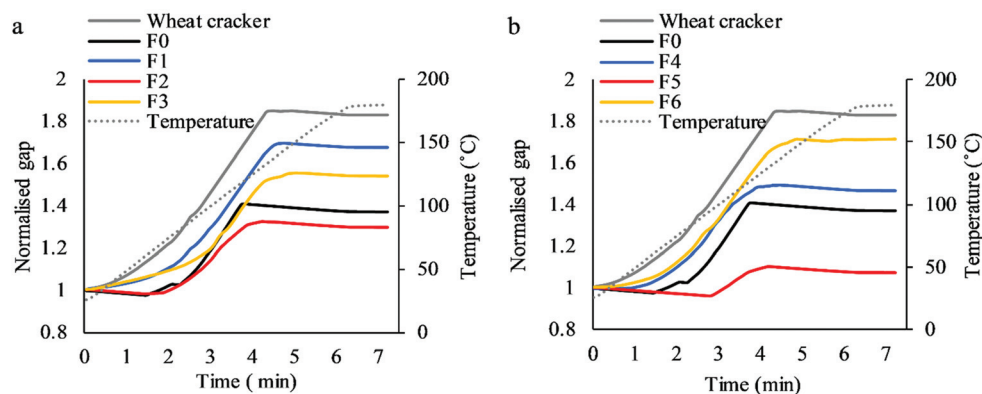 a
Wheat cracker
F0
F1
F2
F3
Temperature
2
1.8
1.6
1.4
1.2
1
0.8
Normalised gap
200
150
100
50
0
Temperature (˚C)
0 1 2 3 4 5 6 7
Time ( min)
b
Wheat cracker
F0
F4
F5
F6
Temperature
2
1.8
1.6
1.4
1.2
1
0.8
Normalised gap
200
150
100
50
0
Temperature (˚C)
0 1 2 3 4 5 6 7
Time (min)